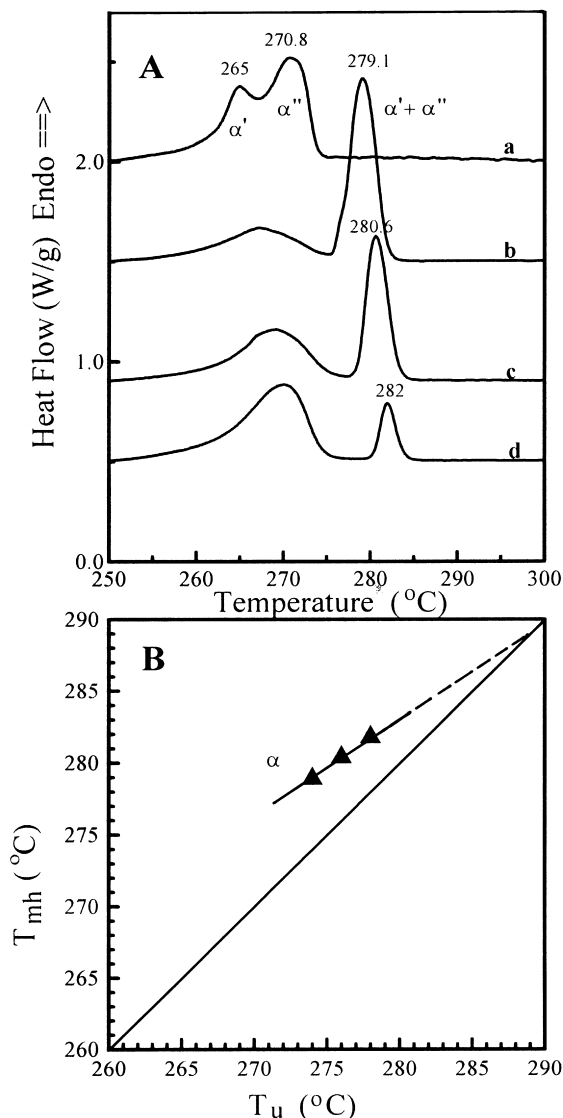 A
270.8
279.1
265
α' α'' α'+ α''
2.0
a
280.6
b
Heat Flow (W/g) Endo ==>
1.0
c
282
d
0.0
250 260 270 280 290 300
Temperature (°C)
290
B
285
α
280
T_mh (°C)
275
270
265
260
260 265 270 275 280 285 290
T_u (°C)